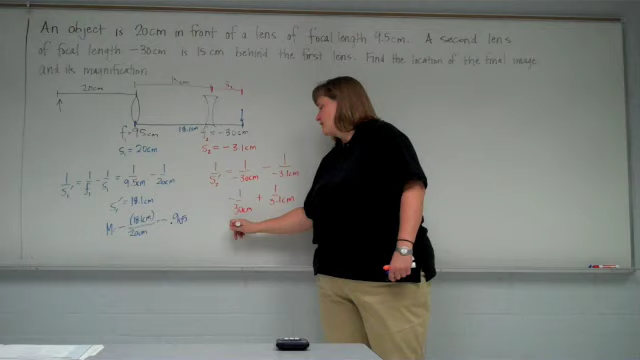 An object is 20cm in front of a lens of focal length 9.5cm. A second lens
of focal length -30cm is 15cm behind the first lens. Find the location of the final image
and its magnification.
20cm
15cm
S₂
18.1cm
f₁=9.5cm
f₂=-30cm
S₁=20cm
S₂=-3.1cm
1/S₁' = 1/f₁ - 1/S₁ = 1/9.5cm - 1/20cm
1/S₂' = 1/-30cm - 1/-3.1cm
S₁' = 18.1cm
-1/30cm + 1/3.1cm
M = -(18.1cm)/20cm = -.905